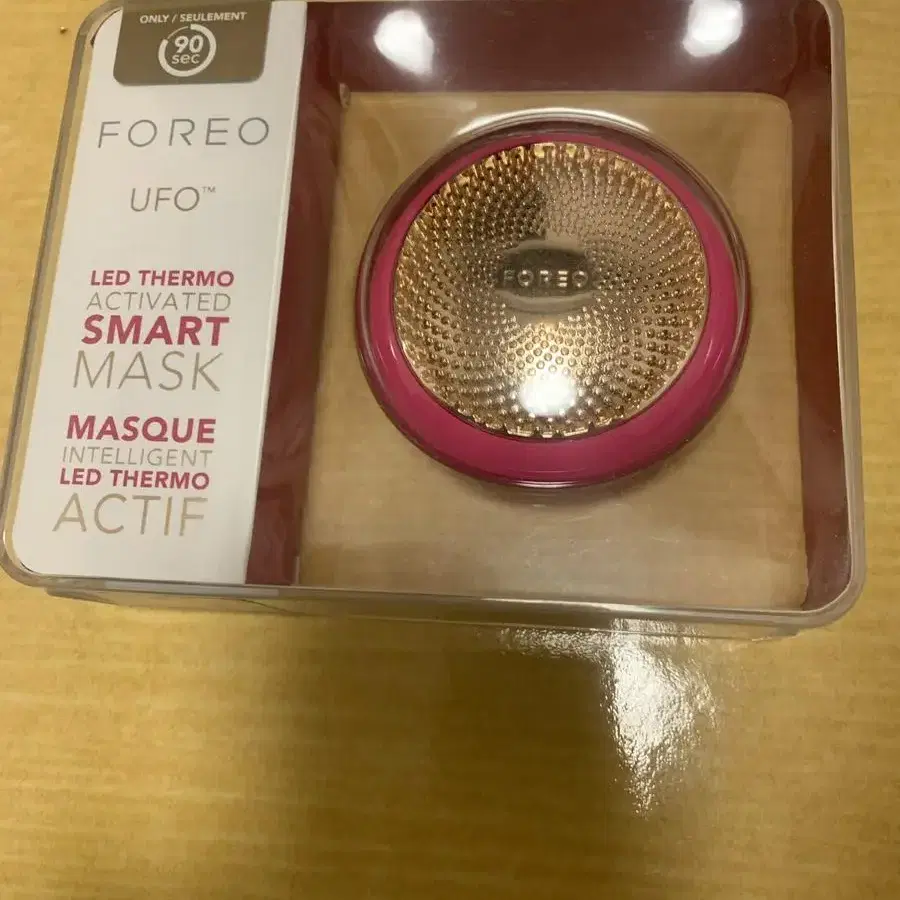 ONLY / SEULEMENT
90
sec
FOREO
UFO™
LED THERMO
ACTIVATED
SMART
MASK
MASQUE
INTELLIGENT
LED THERMO
ACTIF
FOREO